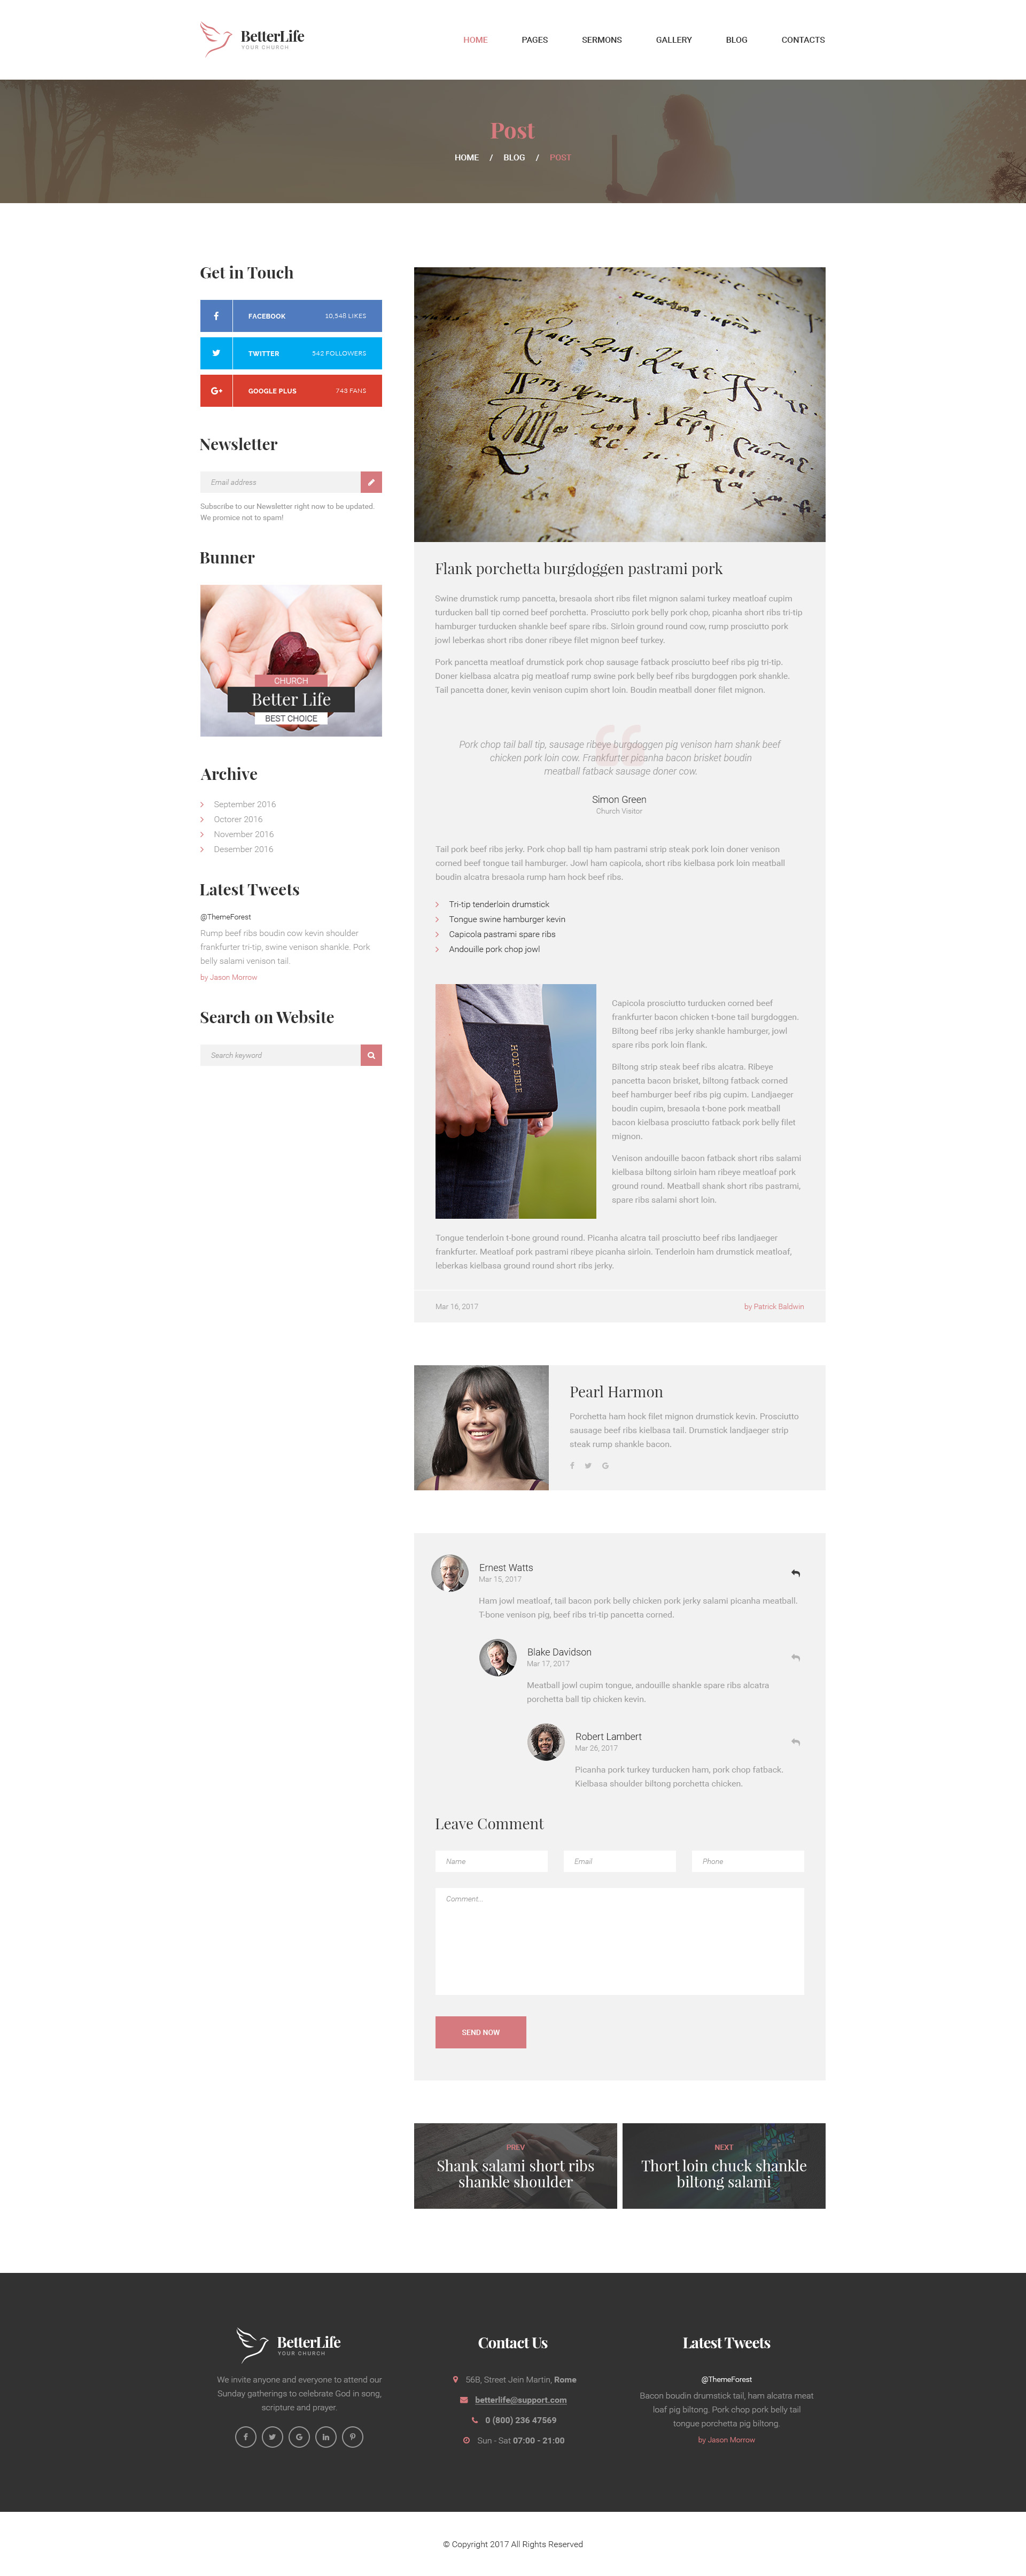 BetterLife
YOUR CHURCH
HOME PAGES SERMONS GALLERY BLOG CONTACTS
Post
HOME / BLOG / POST
Get in Touch
FACEBOOK 10,548 LIKES
TWITTER 542 FOLLOWERS
GOOGLE PLUS 743 FANS
Newsletter
Email address
Subscribe to our Newsletter right now to be updated.
We promice not to spam!
Bunner
CHURCH
Better Life
BEST CHOICE
Archive
September 2016
Octorer 2016
November 2016
Desember 2016
Latest Tweets
@ThemeForest
Rump beef ribs boudin cow kevin shoulder
frankfurter tri-tip, swine venison shankle. Pork
belly salami venison tail.
by Jason Morrow
Search on Website
Search keyword
Flank porchetta burgdoggen pastrami pork
Swine drumstick rump pancetta, bresaola short ribs filet mignon salami turkey meatloaf cupim
turducken ball tip corned beef porchetta. Prosciutto pork belly pork chop, picanha short ribs tri-tip
hamburger turducken shankle beef spare ribs. Sirloin ground round cow, rump prosciutto pork
jowl leberkas short ribs doner ribeye filet mignon beef turkey.
Pork pancetta meatloaf drumstick pork chop sausage fatback prosciutto beef ribs pig tri-tip.
Doner kielbasa alcatra pig meatloaf rump swine pork belly beef ribs burgdoggen pork shankle.
Tail pancetta doner, kevin venison cupim short loin. Boudin meatball doner filet mignon.
Pork chop tail ball tip, sausage ribeye burgdoggen pig venison ham shank beef
chicken pork loin cow. Frankfurter picanha bacon brisket boudin
meatball fatback sausage doner cow.
Simon Green
Church Visitor
Tail pork beef ribs jerky. Pork chop ball tip ham pastrami strip steak pork loin doner venison
corned beef tongue tail hamburger. Jowl ham capicola, short ribs kielbasa pork loin meatball
boudin alcatra bresaola rump ham hock beef ribs.
Tri-tip tenderloin drumstick
Tongue swine hamburger kevin
Capicola pastrami spare ribs
Andouille pork chop jowl
HOLY BIBLE
Capicola prosciutto turducken corned beef
frankfurter bacon chicken t-bone tail burgdoggen.
Biltong beef ribs jerky shankle hamburger, jowl
spare ribs pork loin flank.
Biltong strip steak beef ribs alcatra. Ribeye
pancetta bacon brisket, biltong fatback corned
beef hamburger beef ribs pig cupim. Landjaeger
boudin cupim, bresaola t-bone pork meatball
bacon kielbasa prosciutto fatback pork belly filet
mignon.
Venison andouille bacon fatback short ribs salami
kielbasa biltong sirloin ham ribeye meatloaf pork
ground round. Meatball shank short ribs pastrami,
spare ribs salami short loin.
Tongue tenderloin t-bone ground round. Picanha alcatra tail prosciutto beef ribs landjaeger
frankfurter. Meatloaf pork pastrami ribeye picanha sirloin. Tenderloin ham drumstick meatloaf,
leberkas kielbasa ground round short ribs jerky.
Mar 16, 2017 by Patrick Baldwin
Pearl Harmon
Porchetta ham hock filet mignon drumstick kevin. Prosciutto
sausage beef ribs kielbasa tail. Drumstick landjaeger strip
steak rump shankle bacon.
Ernest Watts
Mar 15, 2017
Ham jowl meatloaf, tail bacon pork belly chicken pork jerky salami picanha meatball.
T-bone venison pig, beef ribs tri-tip pancetta corned.
Blake Davidson
Mar 17, 2017
Meatball jowl cupim tongue, andouille shankle spare ribs alcatra
porchetta ball tip chicken kevin.
Robert Lambert
Mar 26, 2017
Picanha pork turkey turducken ham, pork chop fatback.
Kielbasa shoulder biltong porchetta chicken.
Leave Comment
Name Email Phone
Comment...
SEND NOW
PREV
Shank salami short ribs
shankle shoulder
NEXT
Thort loin chuck shankle
biltong salami
BetterLife
YOUR CHURCH
We invite anyone and everyone to attend our
Sunday gatherings to celebrate God in song,
scripture and prayer.
Contact Us
56B, Street Jein Martin, Rome
betterlife@support.com
0 (800) 236 47569
Sun - Sat 07:00 - 21:00
Latest Tweets
@ThemeForest
Bacon boudin drumstick tail, ham alcatra meat
loaf pig biltong. Pork chop pork belly tail
tongue porchetta pig biltong.
by Jason Morrow
© Copyright 2017 All Rights Reserved